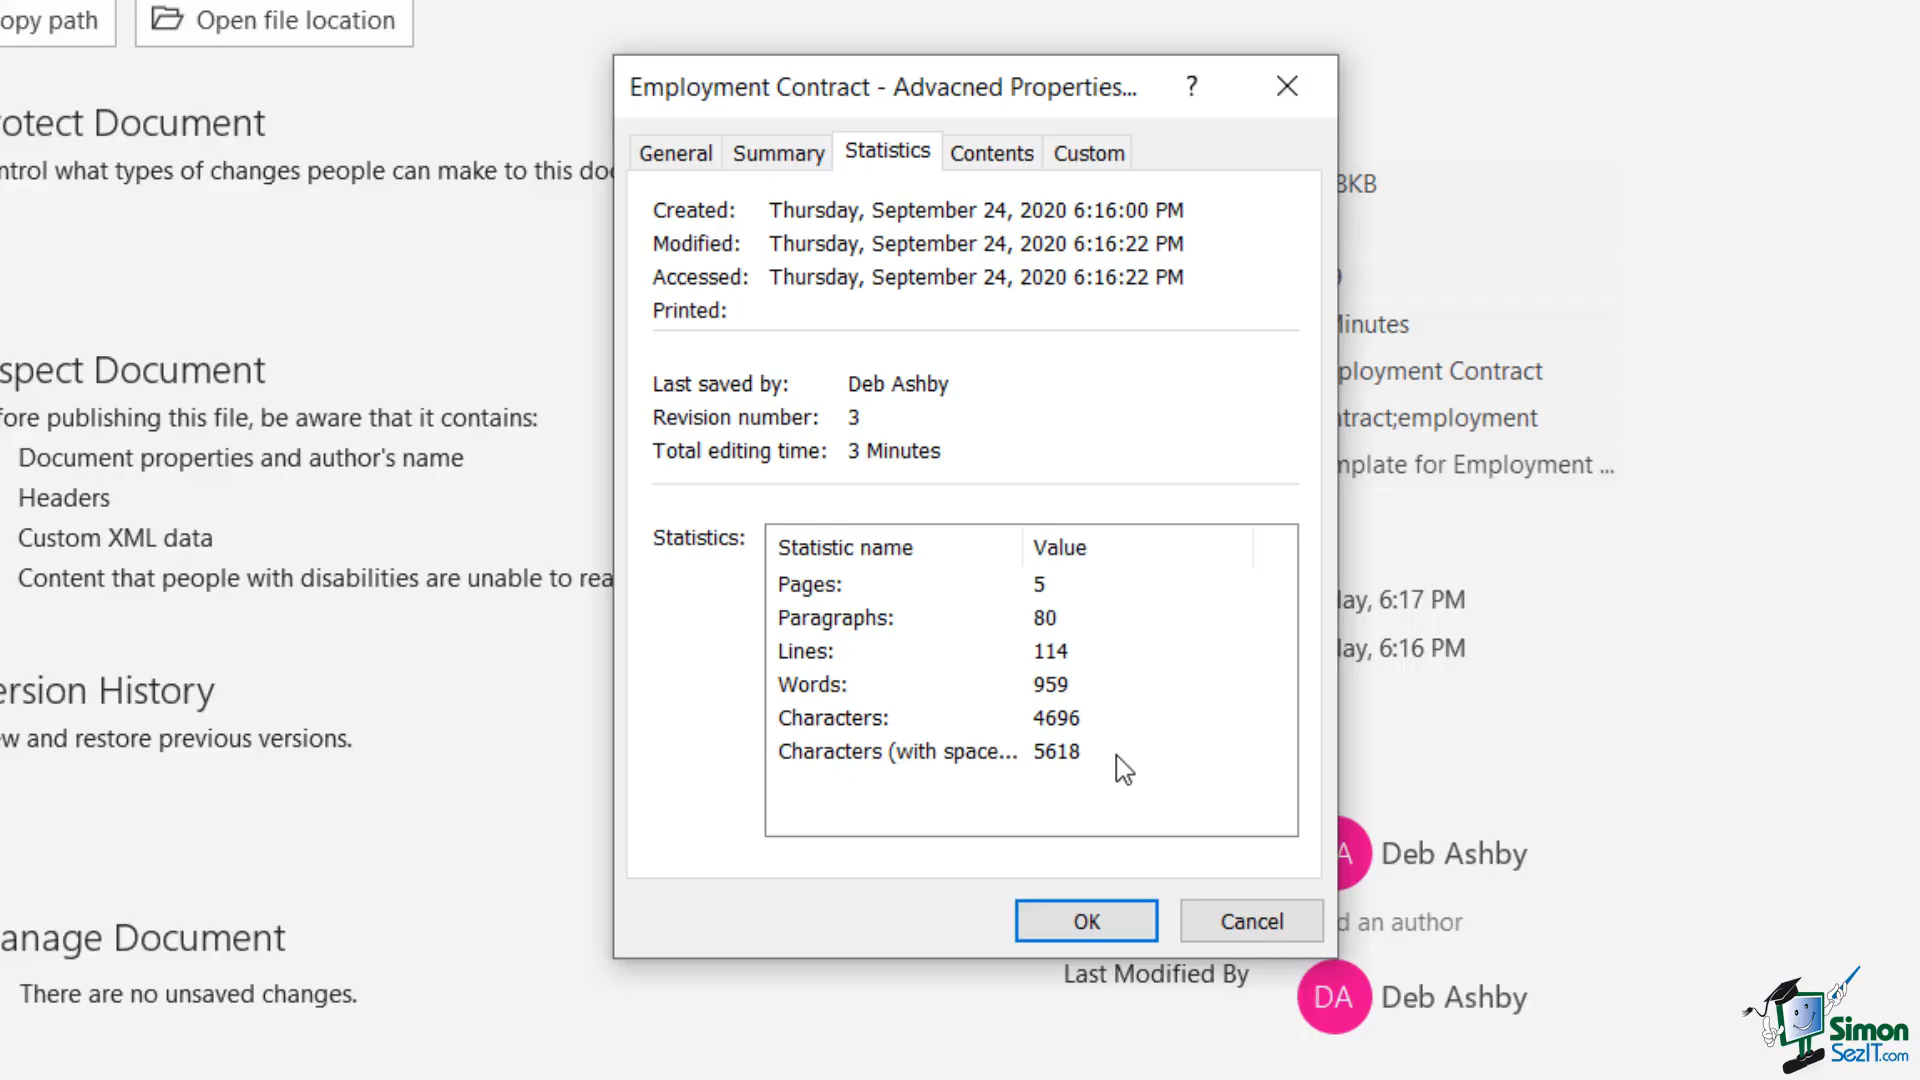 opy path
Open file location
Employment Contract - Advacned Properties...
?
General
Summary
Statistics
Contents
Custom
otect Document
ntrol what types of changes people can make to this do
Created: Thursday, September 24, 2020 6:16:00 PM
Modified: Thursday, September 24, 2020 6:16:22 PM
Accessed: Thursday, September 24, 2020 6:16:22 PM
Printed:
Last saved by: Deb Ashby
Revision number: 3
Total editing time: 3 Minutes
Statistics:
Statistic name Value
Pages: 5
Paragraphs: 80
Lines: 114
Words: 959
Characters: 4696
Characters (with space... 5618
OK
Cancel
spect Document
fore publishing this file, be aware that it contains:
Document properties and author's name
Headers
Custom XML data
Content that people with disabilities are unable to rea
ersion History
w and restore previous versions.
anage Document
There are no unsaved changes.
KB
inutes
ployment Contract
ntract;employment
mplate for Employment ...
ay, 6:17 PM
ay, 6:16 PM
A Deb Ashby
d an author
Last Modified By
DA Deb Ashby
Simon
SezIT.com